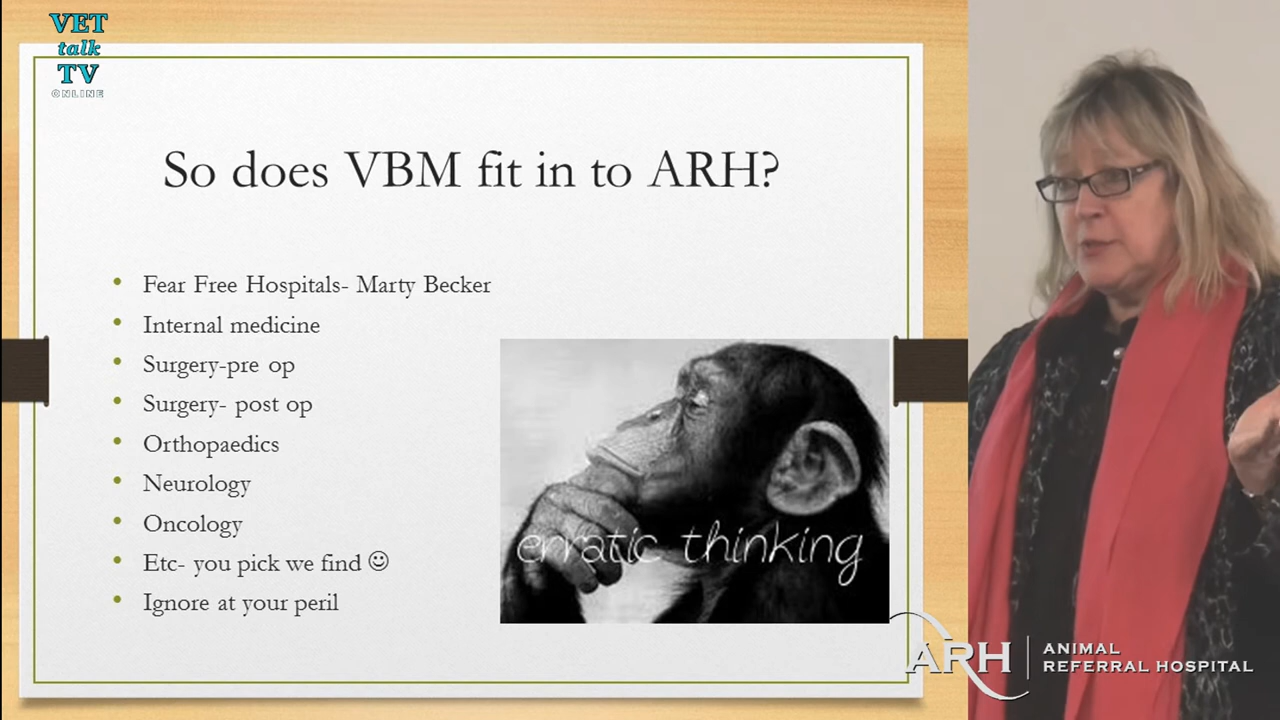 VET
talk
TV
ONLINE
So does VBM fit in to ARH?
• Fear Free Hospitals- Marty Becker
• Internal medicine
• Surgery-pre op
• Surgery- post op
• Orthopaedics
• Neurology
• Oncology
• Etc- you pick we find ☺
• Ignore at your peril
erratic thinking
ARH
ANIMAL
REFERRAL HOSPITAL